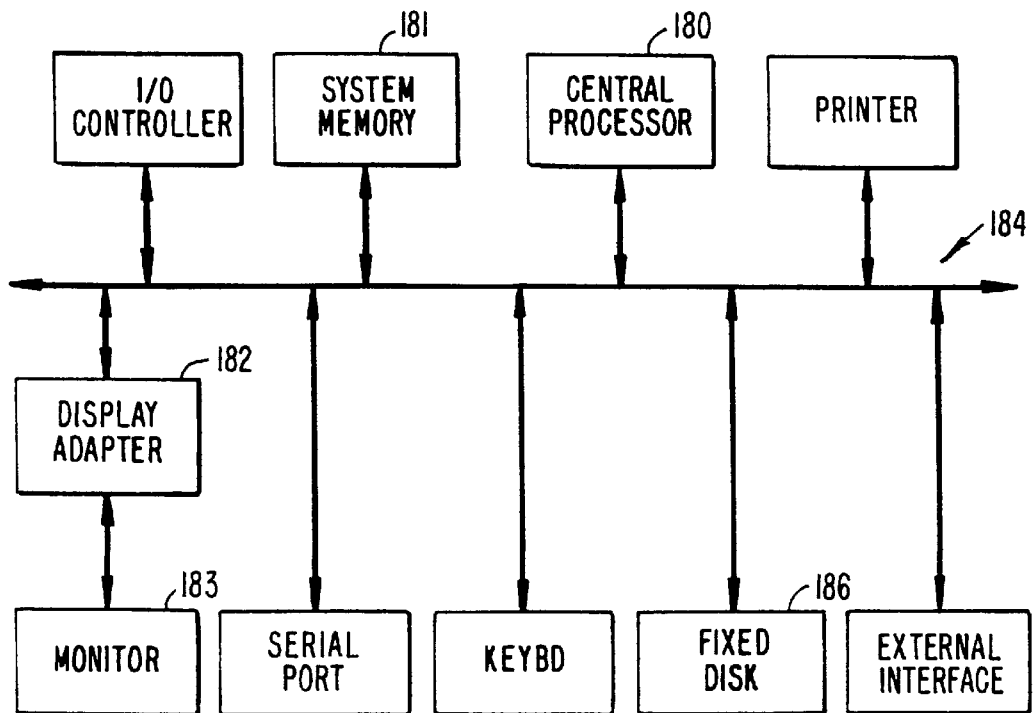 181
180
I/O
CONTROLLER
SYSTEM
MEMORY
CENTRAL
PROCESSOR
PRINTER
184
182
DISPLAY
ADAPTER
183
186
MONITOR
SERIAL
PORT
KEYBD
FIXED
DISK
EXTERNAL
INTERFACE